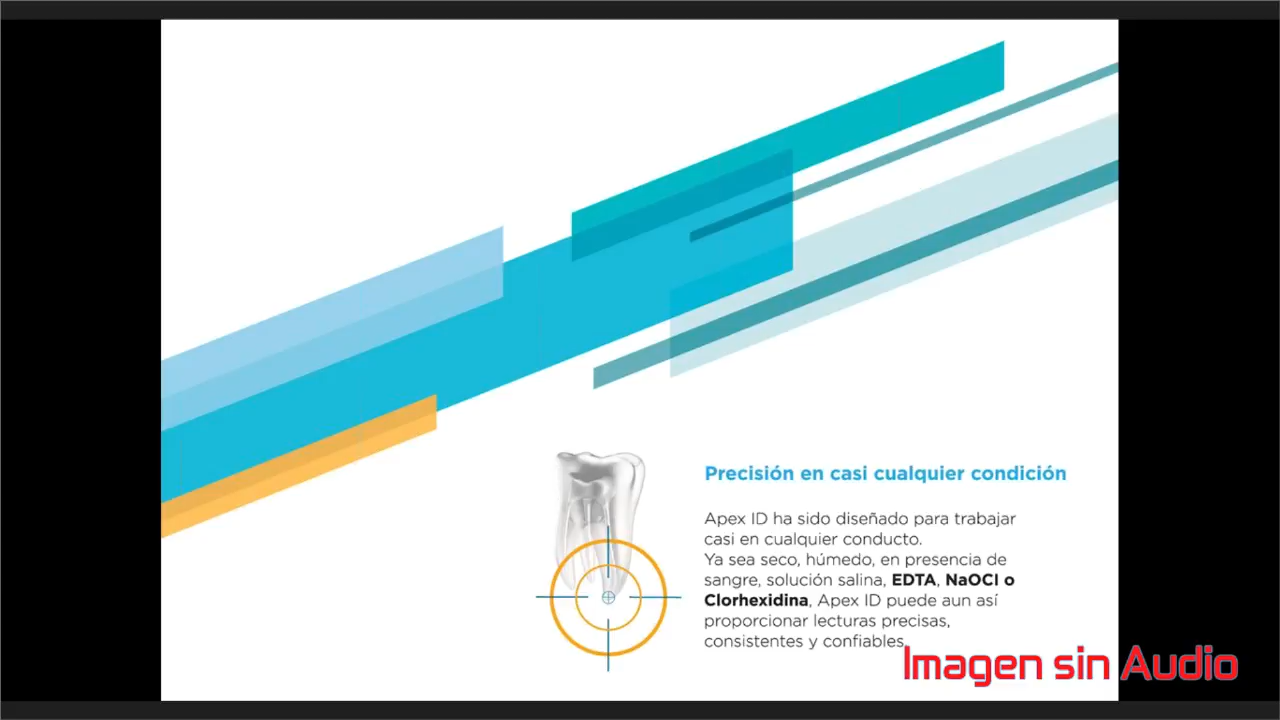 Precisión en casi cualquier condición
Apex ID ha sido diseñado para trabajar
casi en cualquier conducto.
Ya sea seco, húmedo, en presencia de
sangre, solución salina, EDTA, NaOCl o
Clorhexidina, Apex ID puede aun así
proporcionar lecturas precisas,
consistentes y confiables.
Imagen sin Audio